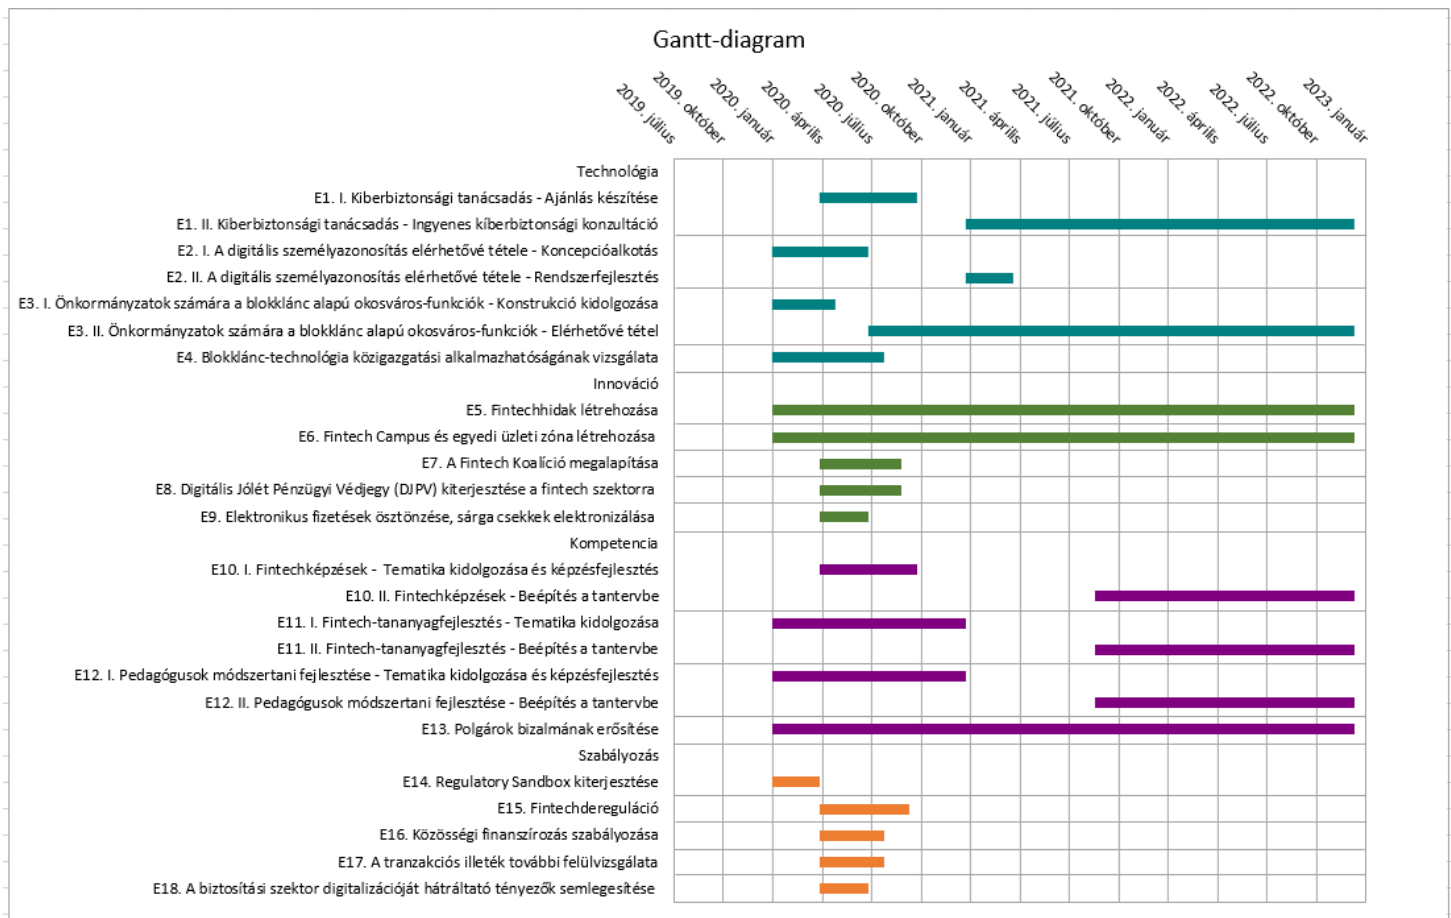 Gantt-diagram
2019. július
2019. október
2020. január
2020. április
2020. július
2020. október
2021. január
2021. április
2021. július
2021. október
2022. január
2022. április
2022. július
2022. október
2023. január
Technológia
E1. I. Kiberbiztonsági tanácsadás - Ajánlás készítése
E1. II. Kiberbiztonsági tanácsadás - Ingyenes kíberbiztonsági konzultáció
E2. I. A digitális személyazonosítás elérhetővé tétele - Koncepcióalkotás
E2. II. A digitális személyazonosítás elérhetővé tétele - Rendszerfejlesztés
E3. I. Önkormányzatok számára a blokklánc alapú okosváros-funkciók - Konstrukció kidolgozása
E3. II. Önkormányzatok számára a blokklánc alapú okosváros-funkciók - Elérhetővé tétel
E4. Blokklánc-technológia közigazgatási alkalmazhatóságának vizsgálata
Innováció
E5. Fintechhidak létrehozása
E6. Fintech Campus és egyedi üzleti zóna létrehozása
E7. A Fintech Koalíció megalapítása
E8. Digitális Jólét Pénzügyi Védjegy (DJPV) kiterjesztése a fintech szektorra
E9. Elektronikus fizetések ösztönzése, sárga csekkek elektronizálása
Kompetencia
E10. I. Fintechképzések - Tematika kidolgozása és képzésfejlesztés
E10. II. Fintechképzések - Beépítés a tantervbe
E11. I. Fintech-tananyagfejlesztés - Tematika kidolgozása
E11. II. Fintech-tananyagfejlesztés - Beépítés a tantervbe
E12. I. Pedagógusok módszertani fejlesztése - Tematika kidolgozása és képzésfejlesztés
E12. II. Pedagógusok módszertani fejlesztése - Beépítés a tantervbe
E13. Polgárok bizalmának erősítése
Szabályozás
E14. Regulatory Sandbox kiterjesztése
E15. Fintechdereguláció
E16. Közösségi finanszírozás szabályozása
E17. A tranzakciós illeték további felülvizsgálata
E18. A biztosítási szektor digitalizációját hátráltató tényezők semlegesítése